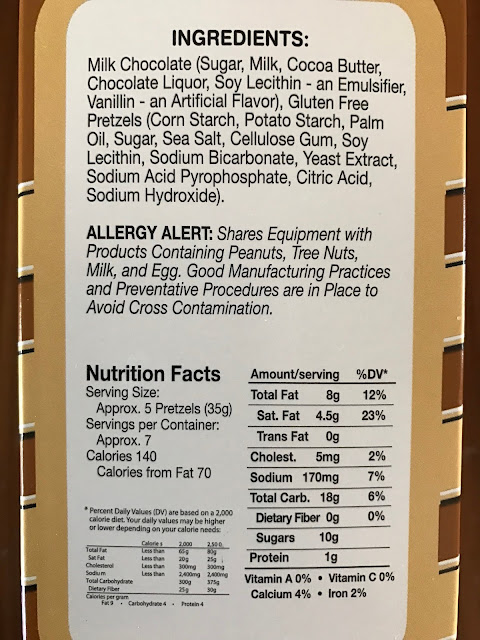 INGREDIENTS:
Milk Chocolate (Sugar, Milk, Cocoa Butter,
Chocolate Liquor, Soy Lecithin - an Emulsifier,
Vanillin - an Artificial Flavor), Gluten Free
Pretzels (Corn Starch, Potato Starch, Palm
Oil, Sugar, Sea Salt, Cellulose Gum, Soy
Lecithin, Sodium Bicarbonate, Yeast Extract,
Sodium Acid Pyrophosphate, Citric Acid,
Sodium Hydroxide).
ALLERGY ALERT: Shares Equipment with
Products Containing Peanuts, Tree Nuts,
Milk, and Egg. Good Manufacturing Practices
and Preventative Procedures are in Place to
Avoid Cross Contamination.
Nutrition Facts
Serving Size:
Approx. 5 Pretzels (35g)
Servings per Container:
Approx. 7
Calories 140
Calories from Fat 70
* Percent Daily Values (DV) are based on a 2,000
calorie diet. Your daily values may be higher
or lower depending on your calorie needs:
Calories 2,000 2,500
Total Fat Less than 65g 80g
Sat Fat Less than 20g 25g
Cholesterol Less than 300mg 300mg
Sodium Less than 2,400mg 2,400mg
Total Carbohydrate 300g 375g
Dietary Fiber 25g 30g
Calories per gram
Fat 9 • Carbohydrate 4 • Protein 4
Amount/serving %DV*
Total Fat 8g 12%
Sat. Fat 4.5g 23%
Trans Fat 0g
Cholest. 5mg 2%
Sodium 170mg 7%
Total Carb. 18g 6%
Dietary Fiber 0g 0%
Sugars 10g
Protein 1g
Vitamin A 0% • Vitamin C 0%
Calcium 4% • Iron 2%